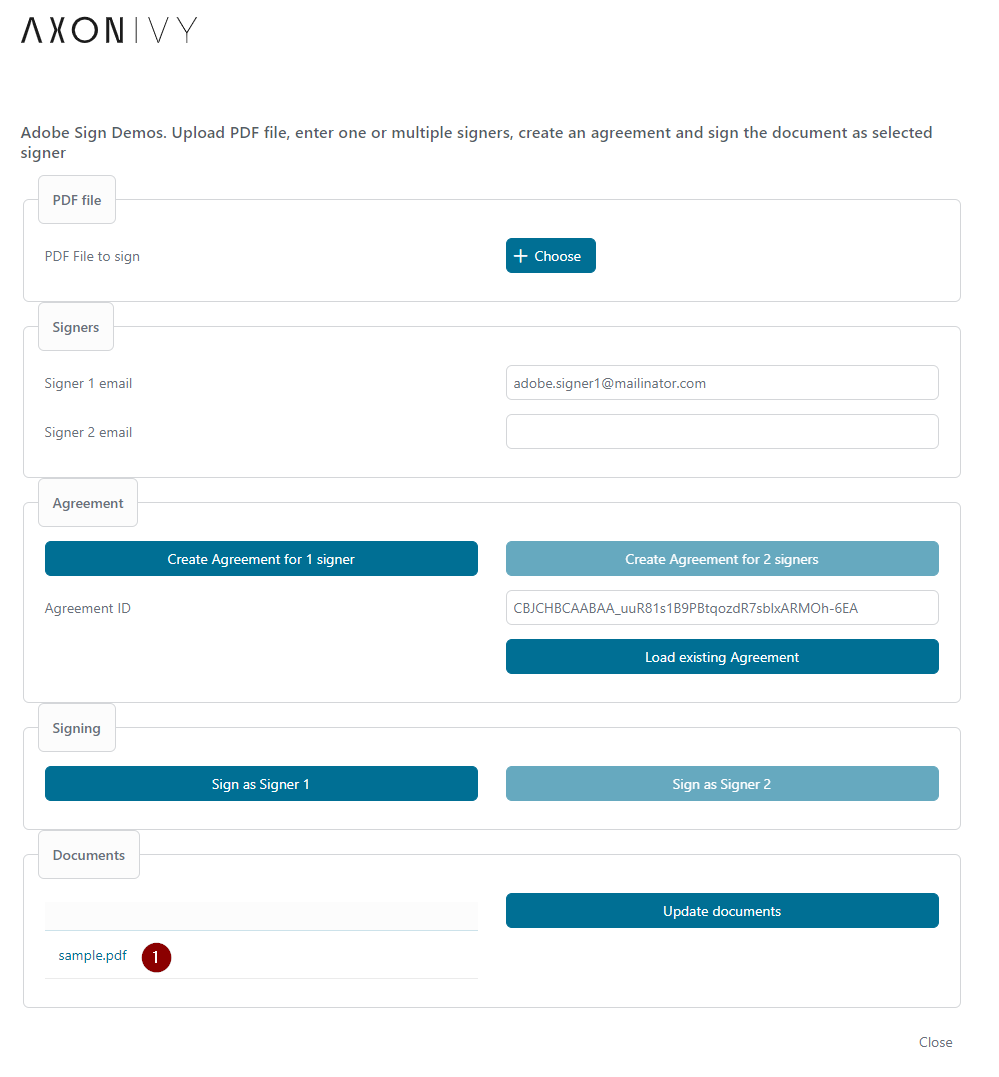 AXONIVY
Adobe Sign Demos. Upload PDF file, enter one or multiple signers, create an agreement and sign the document as selected
signer
PDF file
PDF File to sign
Choose
Signers
Signer 1 email
adobe.signer1@mailinator.com
Signer 2 email
Agreement
Create Agreement for 1 signer
Create Agreement for 2 signers
Agreement ID
CBJCHBCAABAA_uuR81s1B9PBtqozdR7sbIxARMOh-6EA
Load existing Agreement
Signing
Sign as Signer 1
Sign as Signer 2
Documents
Update documents
sample.pdf 1
Close